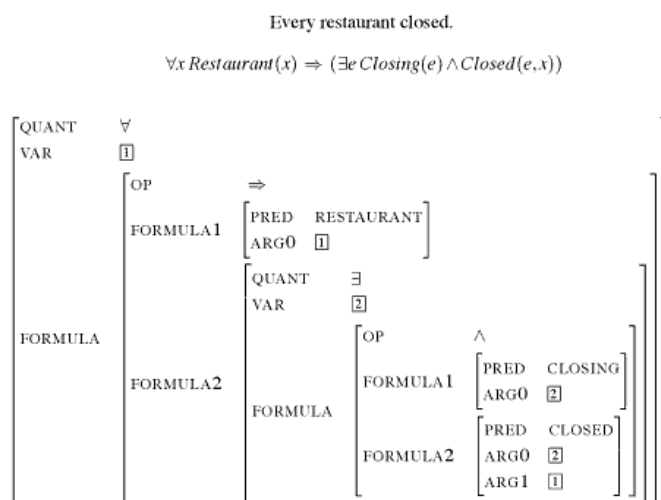 Every restaurant closed.
∀x Restaurant(x) ⇒ (∃e Closing(e) ∧ Closed(e,x))
QUANT ∀
VAR 1
OP ⇒
FORMULA1 PRED RESTAURANT
ARG0 1
QUANT ∃
VAR 2
FORMULA
OP ∧
FORMULA2
FORMULA1 PRED CLOSING
ARG0 2
FORMULA
PRED CLOSED
FORMULA2 ARG0 2
ARG1 1